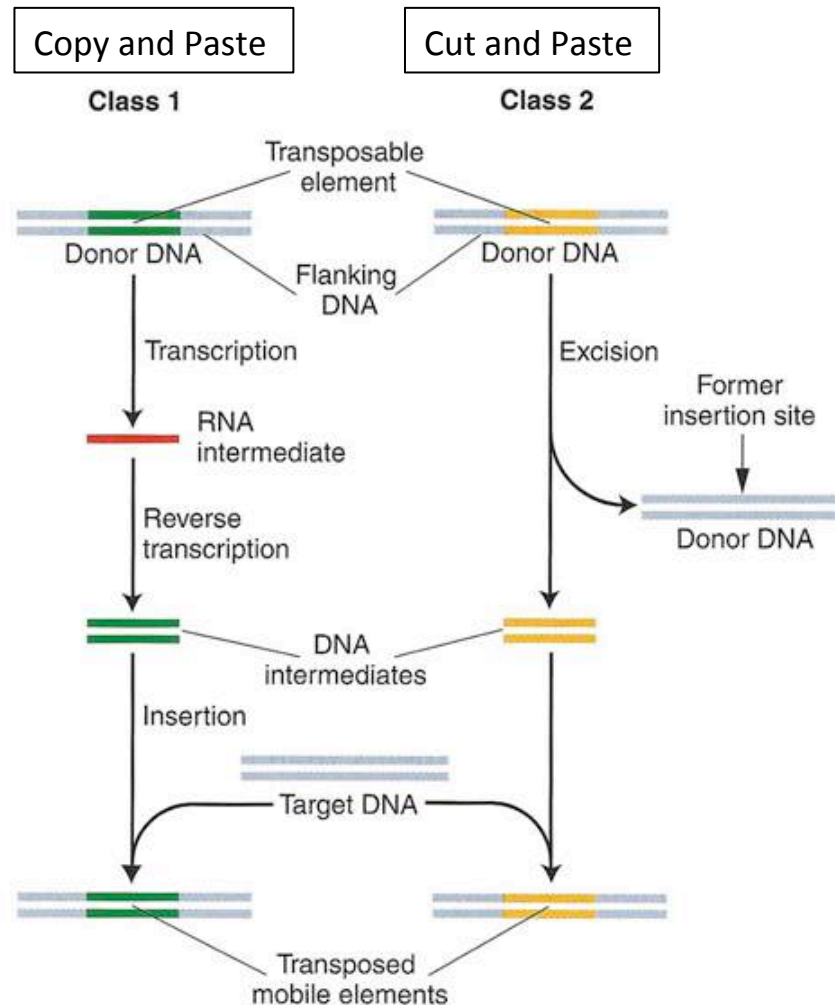 Copy and Paste
Cut and Paste
Class 1
Class 2
Transposable
element
Donor DNA
Donor DNA
Flanking
DNA
Transcription
Excision
Former
insertion site
RNA
intermediate
Donor DNA
Reverse
transcription
DNA
intermediates
Insertion
Target DNA
Transposed
mobile elements